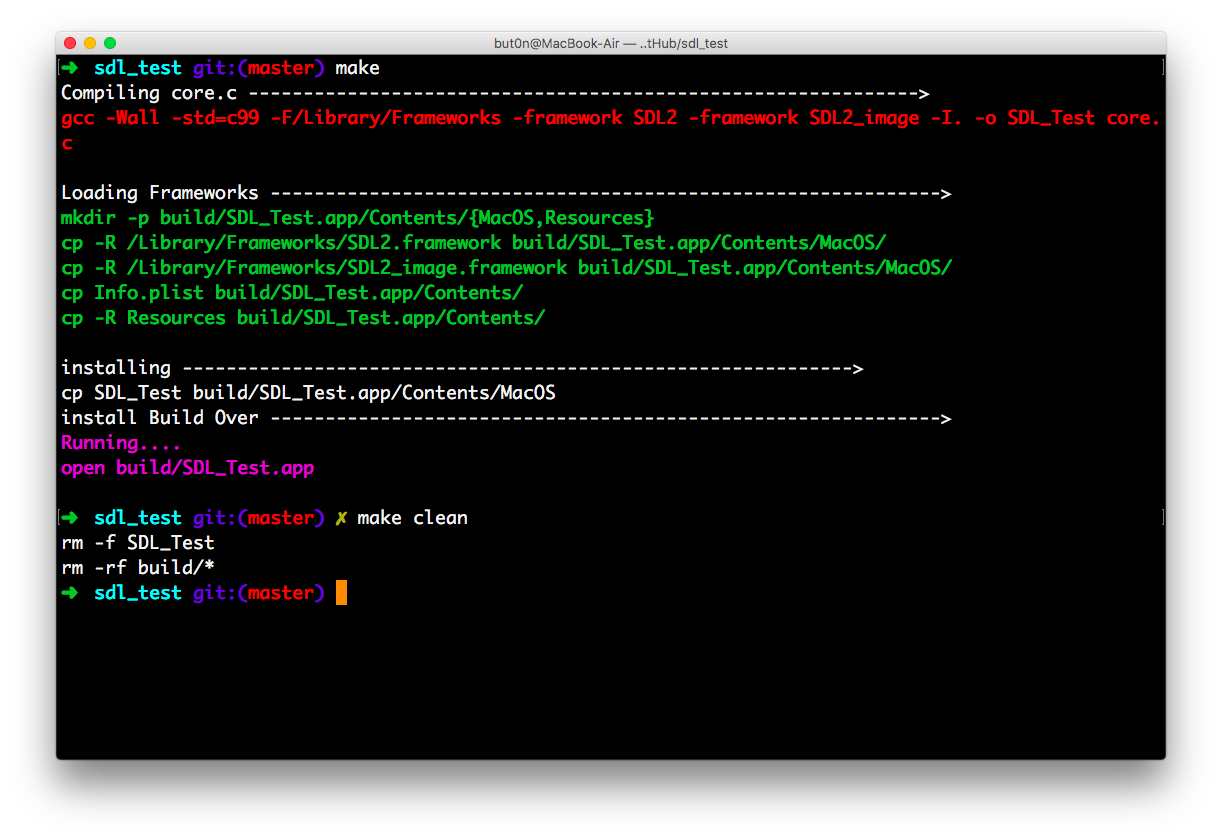 but0n@MacBook-Air — ..tHub/sdl_test
[➜ sdl_test git:(master) make ]
Compiling core.c ------------------------------------------------------------->
gcc -Wall -std=c99 -F/Library/Frameworks -framework SDL2 -framework SDL2_image -I. -o SDL_Test core.
c
Loading Frameworks ------------------------------------------------------------->
mkdir -p build/SDL_Test.app/Contents/{MacOS,Resources}
cp -R /Library/Frameworks/SDL2.framework build/SDL_Test.app/Contents/MacOS/
cp -R /Library/Frameworks/SDL2_image.framework build/SDL_Test.app/Contents/MacOS/
cp Info.plist build/SDL_Test.app/Contents/
cp -R Resources build/SDL_Test.app/Contents/
installing ------------------------------------------------------------->
cp SDL_Test build/SDL_Test.app/Contents/MacOS
install Build Over ------------------------------------------------------------->
Running....
open build/SDL_Test.app
[➜ sdl_test git:(master) ✗ make clean ]
rm -f SDL_Test
rm -rf build/*
➜ sdl_test git:(master)